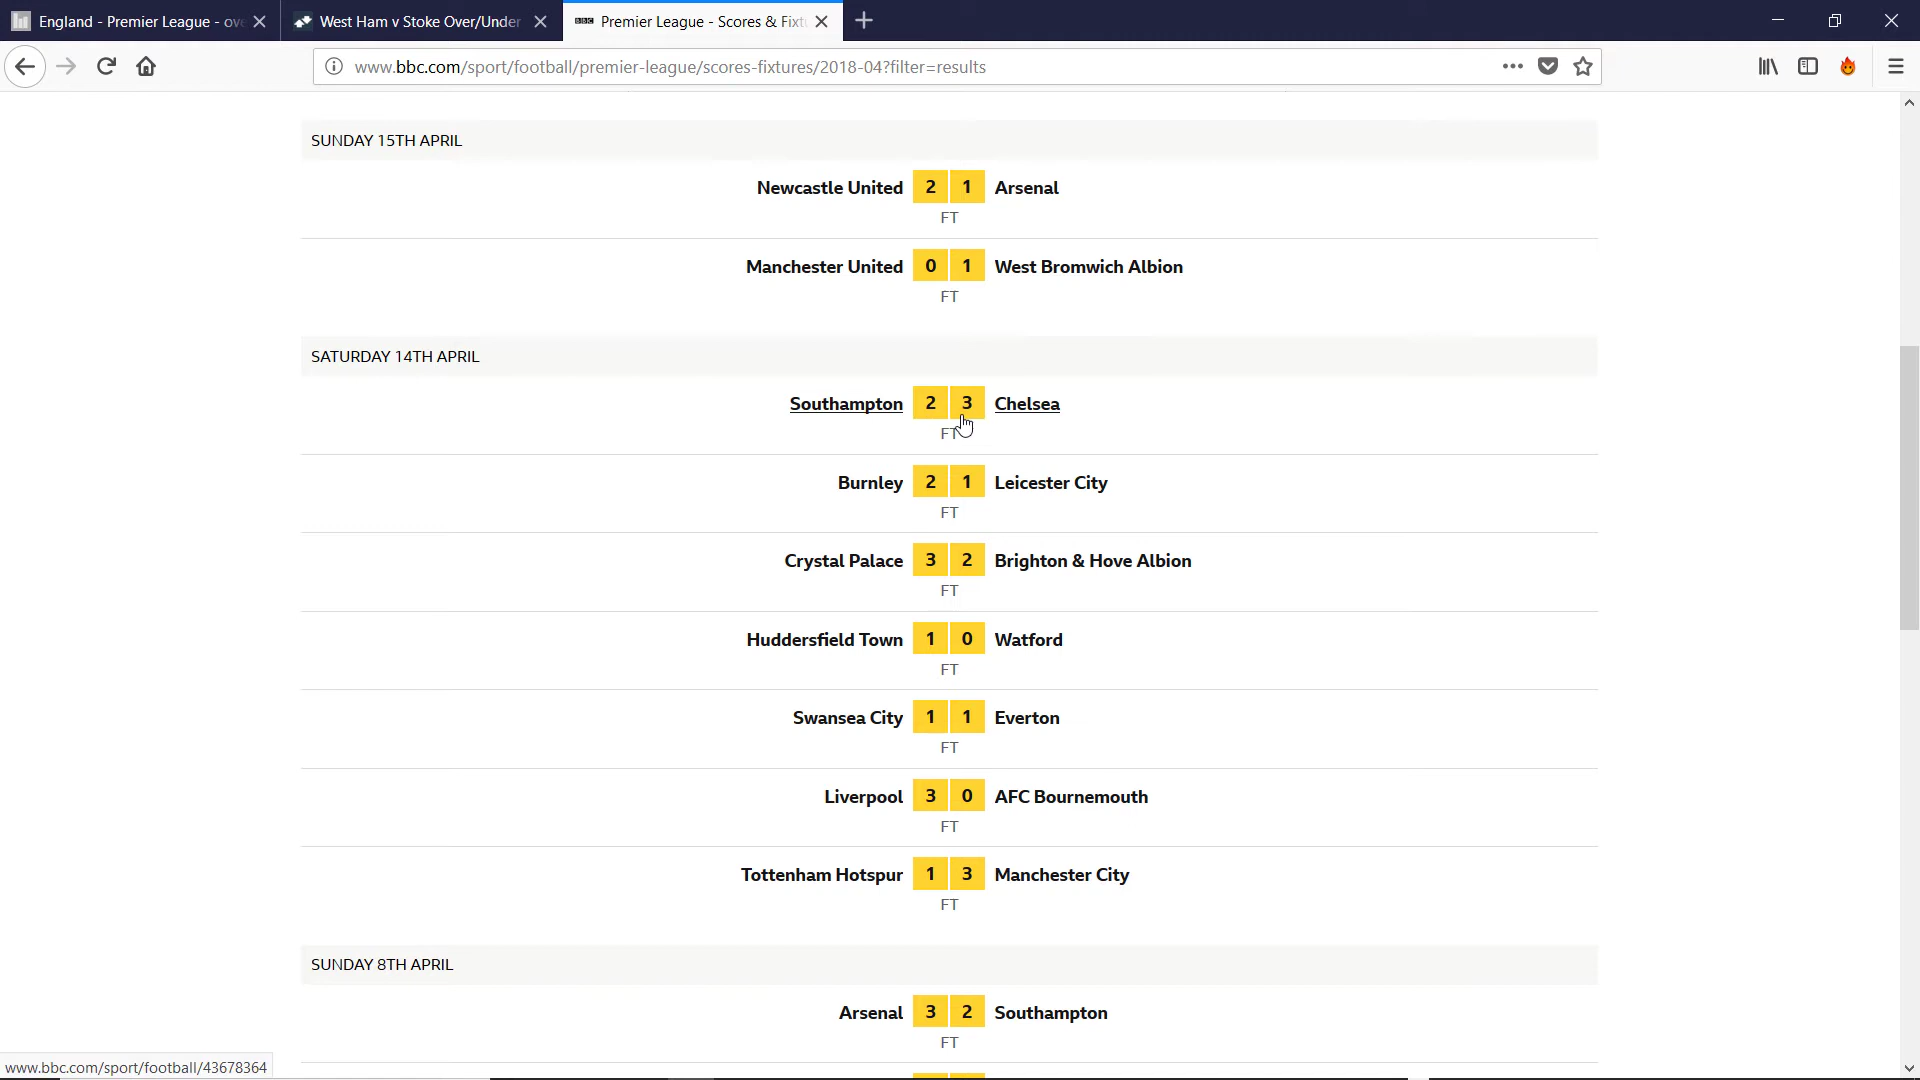 England - Premier League - ove
West Ham v Stoke Over/Under
BBC Premier League - Scores & Fixtu
www.bbc.com/sport/football/premier-league/scores-fixtures/2018-04?filter=results
SUNDAY 15TH APRIL
Newcastle United 2 1 Arsenal
FT
Manchester United 0 1 West Bromwich Albion
FT
SATURDAY 14TH APRIL
Southampton 2 3 Chelsea
FT
Burnley 2 1 Leicester City
FT
Crystal Palace 3 2 Brighton & Hove Albion
FT
Huddersfield Town 1 0 Watford
FT
Swansea City 1 1 Everton
FT
Liverpool 3 0 AFC Bournemouth
FT
Tottenham Hotspur 1 3 Manchester City
FT
SUNDAY 8TH APRIL
Arsenal 3 2 Southampton
FT
www.bbc.com/sport/football/43678364